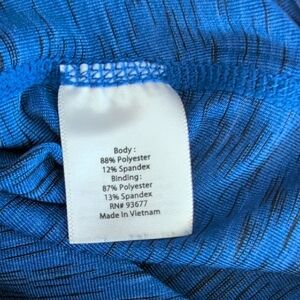 Body :
88% Polyester
12% Spandex
Binding:
87% Polyester
13% Spandex
RN# 93677
Made In Vietnam